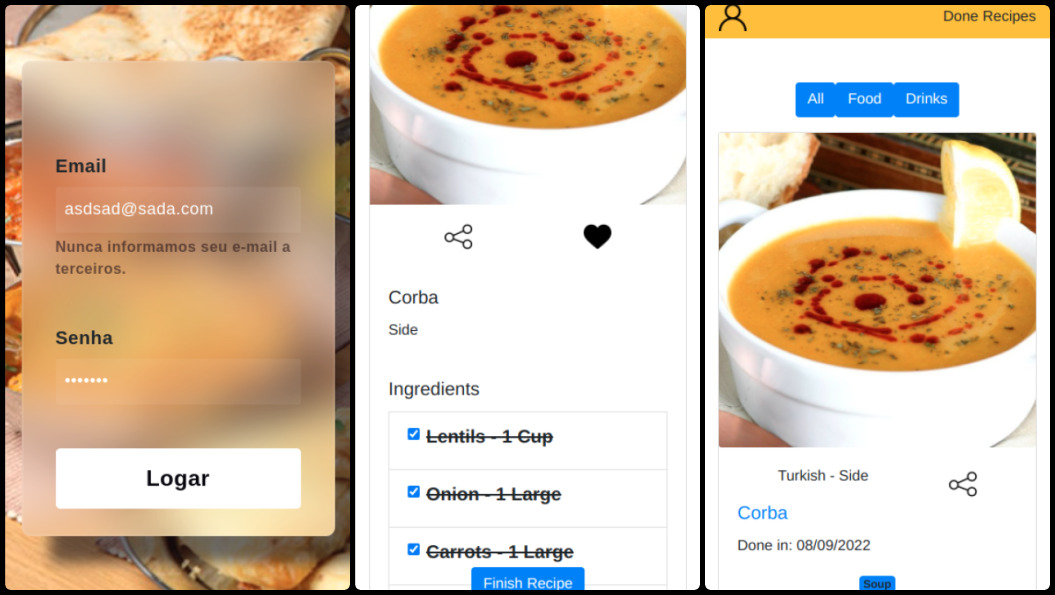 Email
asdsad@sada.com
Nunca informamos seu e-mail a
terceiros.
Senha
•••••••
Logar
Corba
Side
Ingredients
Lentils - 1 Cup
Onion - 1 Large
Carrots - 1 Large
Finish Recipe
Done Recipes
All Food Drinks
Turkish - Side
Corba
Done in: 08/09/2022
Soup